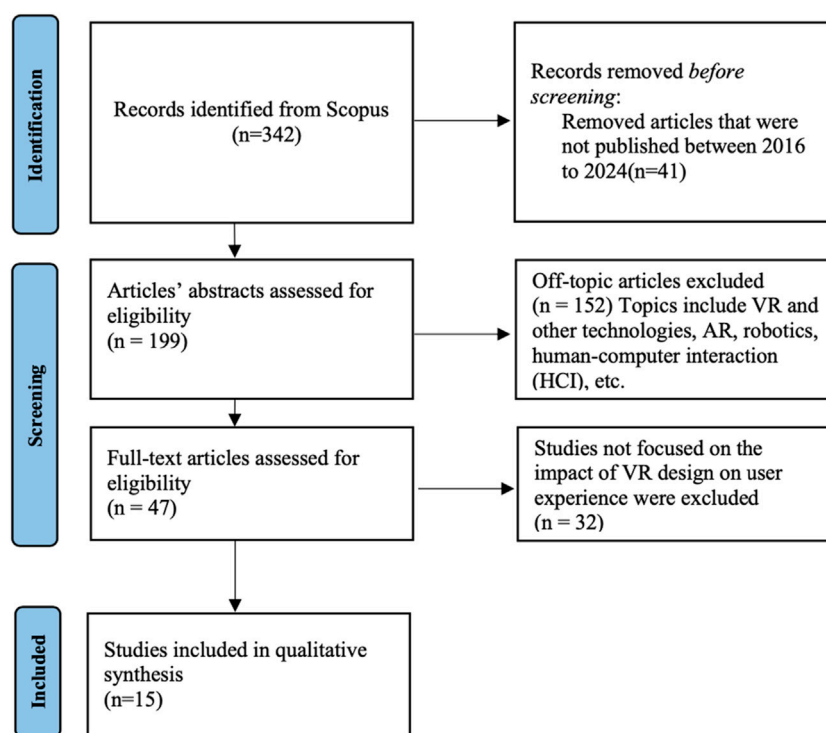 Identification
Records identified from Scopus
(n=342)
Records removed before
screening:
Removed articles that were
not published between 2016
to 2024(n=41)
Screening
Articles’ abstracts assessed for
eligibility
(n = 199)
Off-topic articles excluded
(n = 152) Topics include VR and
other technologies, AR, robotics,
human-computer interaction
(HCI), etc.
Full-text articles assessed for
eligibility
(n = 47)
Studies not focused on the
impact of VR design on user
experience were excluded
(n = 32)
Included
Studies included in qualitative
synthesis
(n=15)